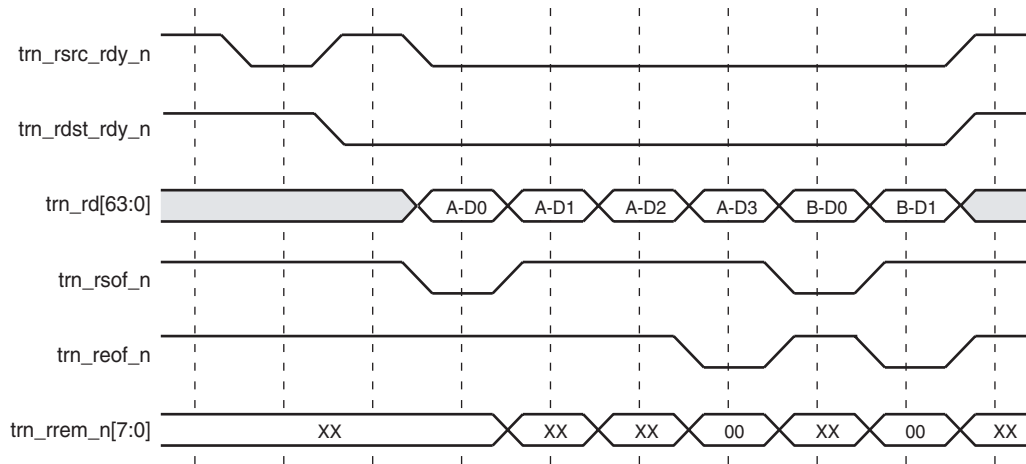 trn_rsrc_rdy_n
trn_rdst_rdy_n
trn_rd[63:0] A-D0 A-D1 A-D2 A-D3 B-D0 B-D1
trn_rsof_n
trn_reof_n
trn_rrem_n[7:0] XX XX XX 00 XX 00 XX